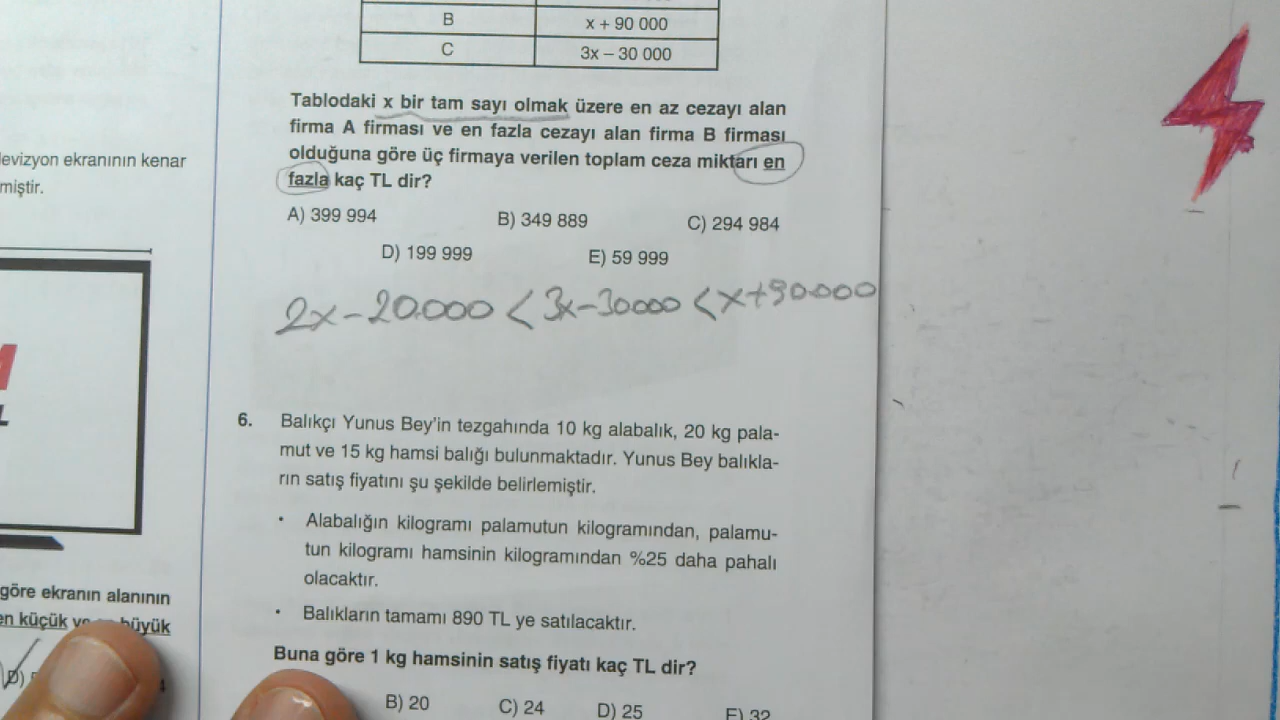 B x + 90 000
C 3x – 30 000
Tablodaki x bir tam sayı olmak üzere en az cezayı alan
firma A firması ve en fazla cezayı alan firma B firması
olduğuna göre üç firmaya verilen toplam ceza miktarı en
fazla kaç TL dir?
A) 399 994 B) 349 889 C) 294 984
D) 199 999 E) 59 999
2x-20.000 < 3x-30000 < x+90.000
levizyon ekranının kenar
miştir.
göre ekranın alanının
en küçük büyük
6. Balıkçı Yunus Bey'in tezgahında 10 kg alabalık, 20 kg pala-
mut ve 15 kg hamsi balığı bulunmaktadır. Yunus Bey balıkla-
rın satış fiyatını şu şekilde belirlemiştir.
• Alabalığın kilogramı palamutun kilogramından, palamu-
tun kilogramı hamsinin kilogramından %25 daha pahalı
olacaktır.
• Balıkların tamamı 890 TL ye satılacaktır.
Buna göre 1 kg hamsinin satış fiyatı kaç TL dir?
B) 20 C) 24 D) 25 E) 32